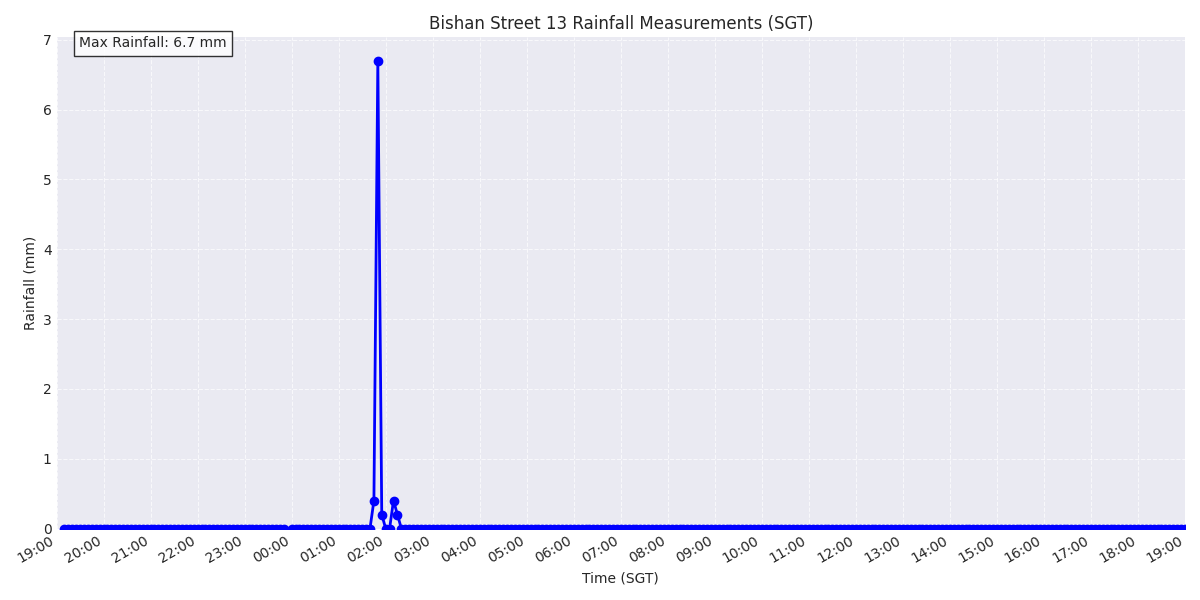 Bishan Street 13 Rainfall Measurements (SGT)
Max Rainfall: 6.7 mm
7
6
5
4
3
2
1
0
Rainfall (mm)
19:00 20:00 21:00 22:00 23:00 00:00 01:00 02:00 03:00 04:00 05:00 06:00 07:00 08:00 09:00 10:00 11:00 12:00 13:00 14:00 15:00 16:00 17:00 18:00 19:00
Time (SGT)